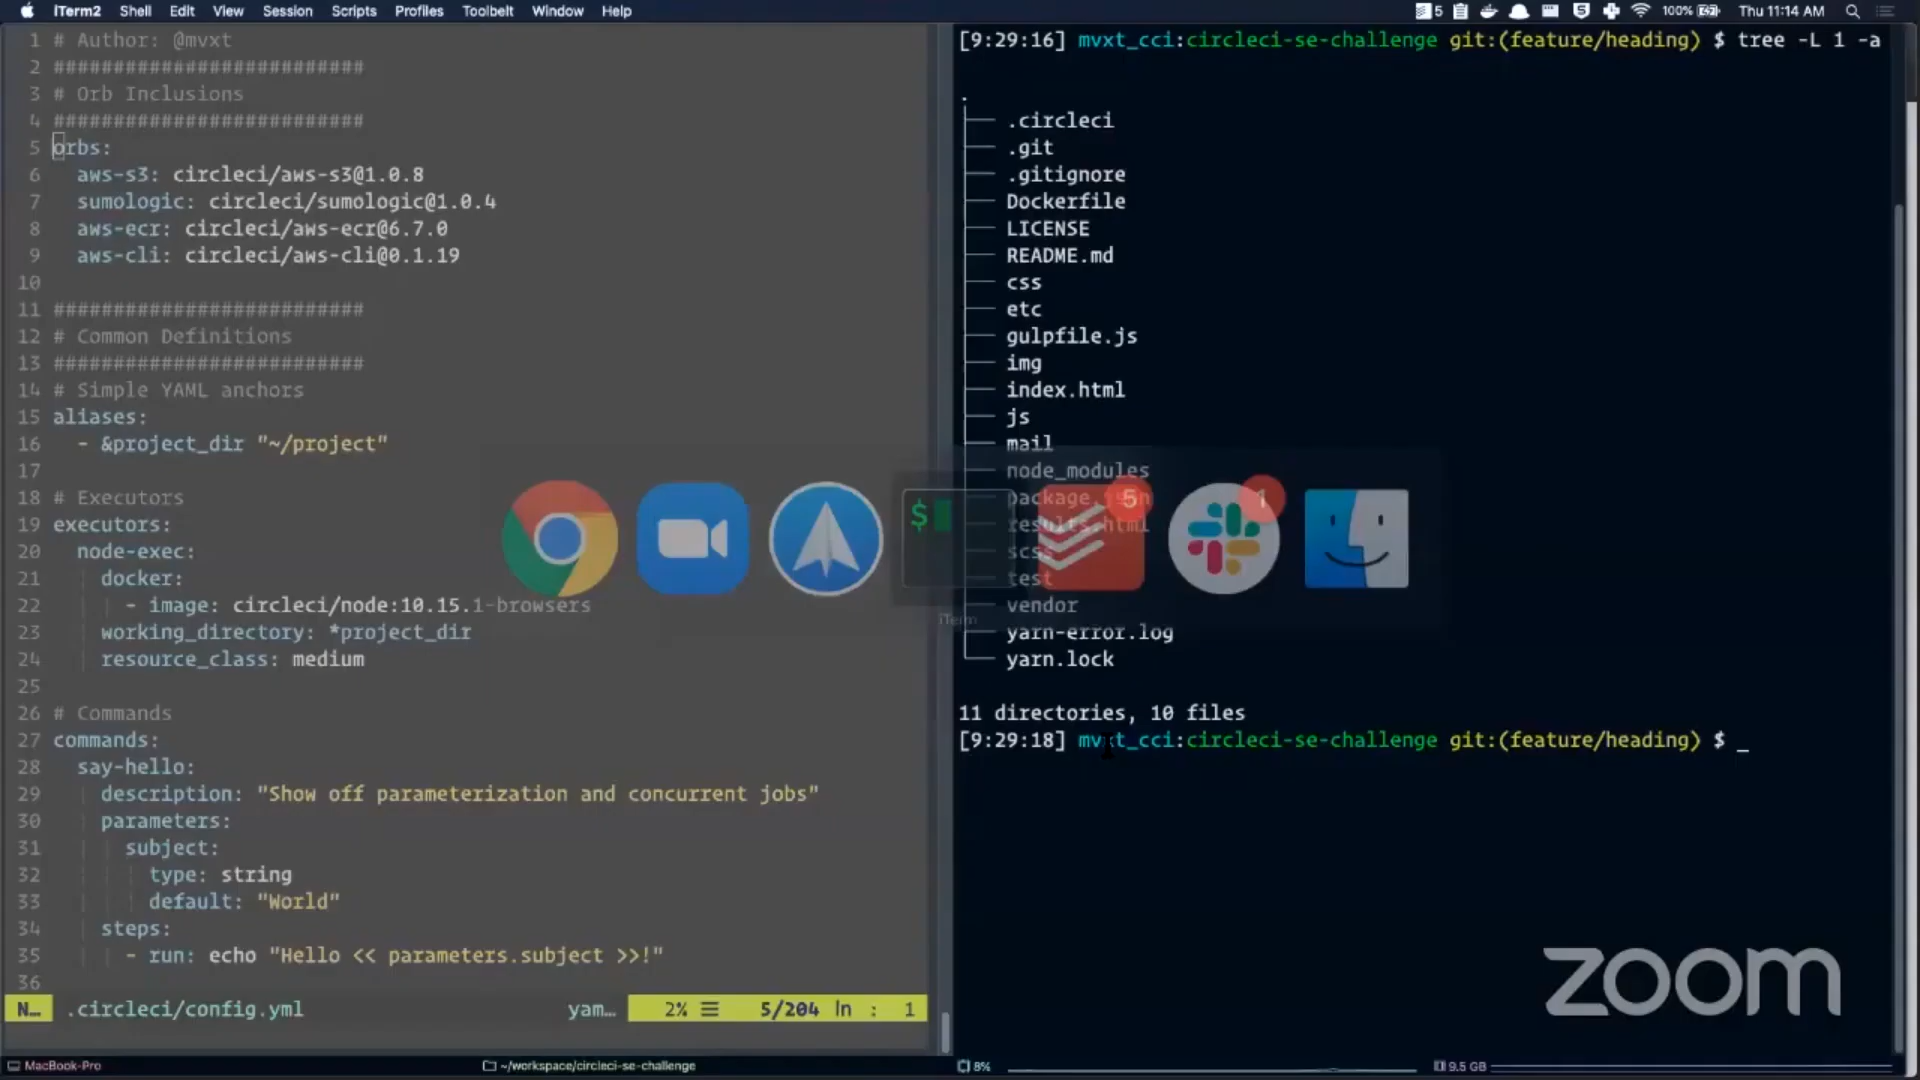 iTerm2 Shell Edit View Session Scripts Profiles Toolbelt Window Help
5 100% Thu 11:14 AM
1 # Author: @mvxt
2 ##########################
3 # Orb Inclusions
4 ##########################
5 orbs:
6 aws-s3: circleci/aws-s3@1.0.8
7 sumologic: circleci/sumologic@1.0.4
8 aws-ecr: circleci/aws-ecr@6.7.0
9 aws-cli: circleci/aws-cli@0.1.19
10
11 ##########################
12 # Common Definitions
13 ##########################
14 # Simple YAML anchors
15 aliases:
16 - &project_dir "~/project"
17
18 # Executors
19 executors:
20 node-exec:
21 docker:
22 - image: circleci/node:10.15.1-browsers
23 working_directory: *project_dir
24 resource_class: medium
25
26 # Commands
27 commands:
28 say-hello:
29 description: "Show off parameterization and concurrent jobs"
30 parameters:
31 subject:
32 type: string
33 default: "World"
34 steps:
35 - run: echo "Hello << parameters.subject >>!"
36
N… .circleci/config.yml yam… 2% ☰ 5/204 ln : 1
[9:29:16] mvxt_cci:circleci-se-challenge git:(feature/heading) $ tree -L 1 -a
.
├── .circleci
├── .git
├── .gitignore
├── Dockerfile
├── LICENSE
├── README.md
├── css
├── etc
├── gulpfile.js
├── img
├── index.html
├── js
├── mail
├── node_modules
├── package.json
├── results.html
├── scss
├── test
├── vendor
├── yarn-error.log
└── yarn.lock
11 directories, 10 files
[9:29:18] mvxt_cci:circleci-se-challenge git:(feature/heading) $ _
$
5
1
iTerm
zoom
MacBook-Pro ~/workspace/circleci-se-challenge 8% 9.5 GB